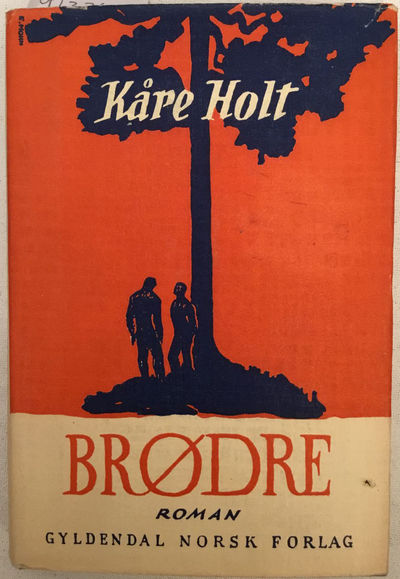 Kåre Holt
BRØDRE
ROMAN
GYLDENDAL NORSK FORLAG